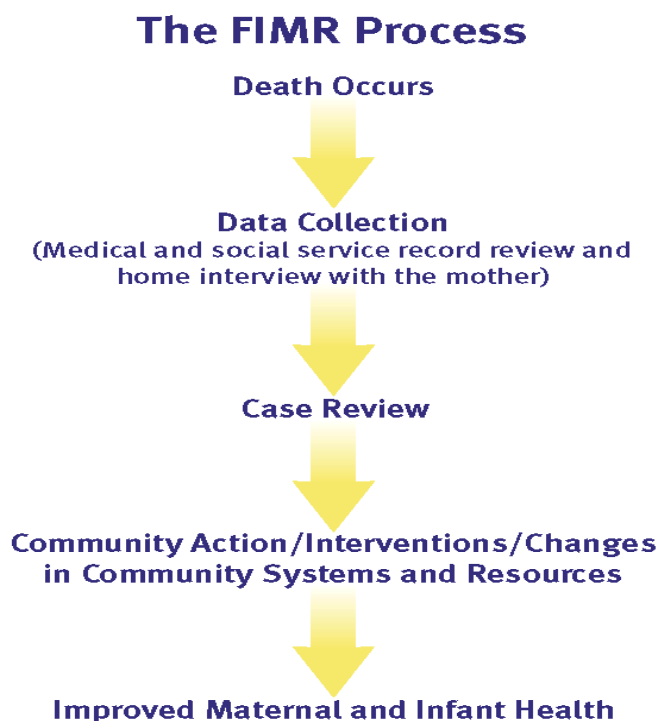 The FIMR Process
Death Occurs
Data Collection
(Medical and social service record review and
home interview with the mother)
Case Review
Community Action/Interventions/Changes
in Community Systems and Resources
Improved Maternal and Infant Health